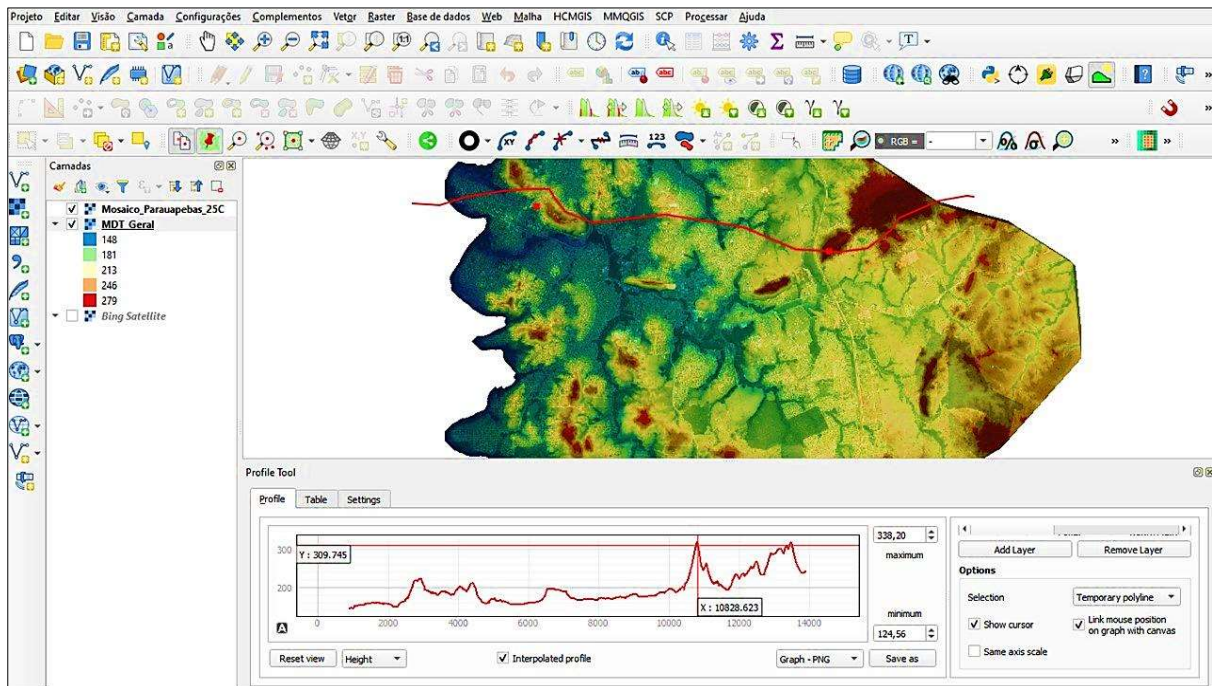 Projeto Editar Visão Camada Configurações Complementos Vetor Raster Base de dados Web Malha HCMGIS MMQGIS SCP Processar Ajuda
Camadas
Mosaico_Parauapebas_25C
MDT_Geral
148
181
213
246
279
Bing Satellite
RGB = -
Profile Tool
Profile Table Settings
300
200
Y : 309.745
X : 10828.623
A
0 2000 4000 6000 8000 10000 12000 14000
338,20
maximum
minimum
124,56
Reset view Height Interpolated profile Graph - PNG Save as
Add Layer Remove Layer
Options
Selection Temporary polyline
Show cursor Link mouse position on graph with canvas
Same axis scale